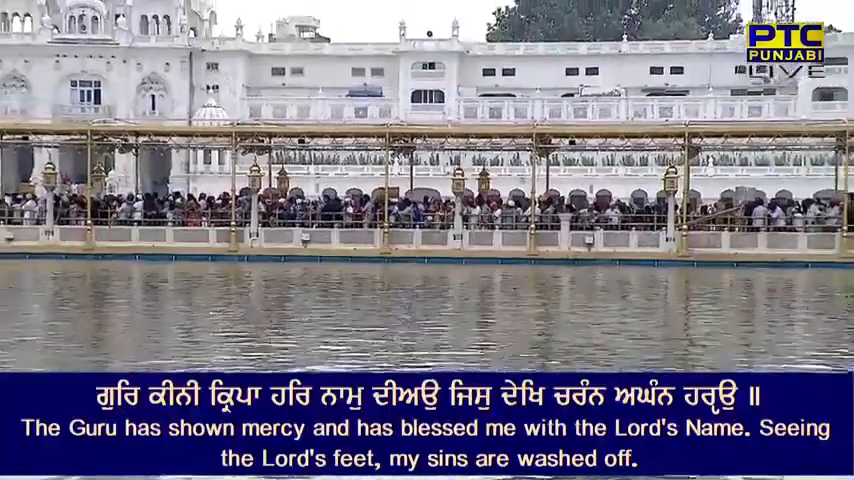 PTC
PUNJABI
LIVE
ਗੁਰਿ ਕੀਨੀ ਕ੍ਰਿਪਾ ਹਰਿ ਨਾਮੁ ਦੀਅਉ ਜਿਸੁ ਦੇਖਿ ਚਰੰਨ ਅਘੰਨ ਹਰੵਉ ॥
The Guru has shown mercy and has blessed me with the Lord's Name. Seeing
the Lord's feet, my sins are washed off.